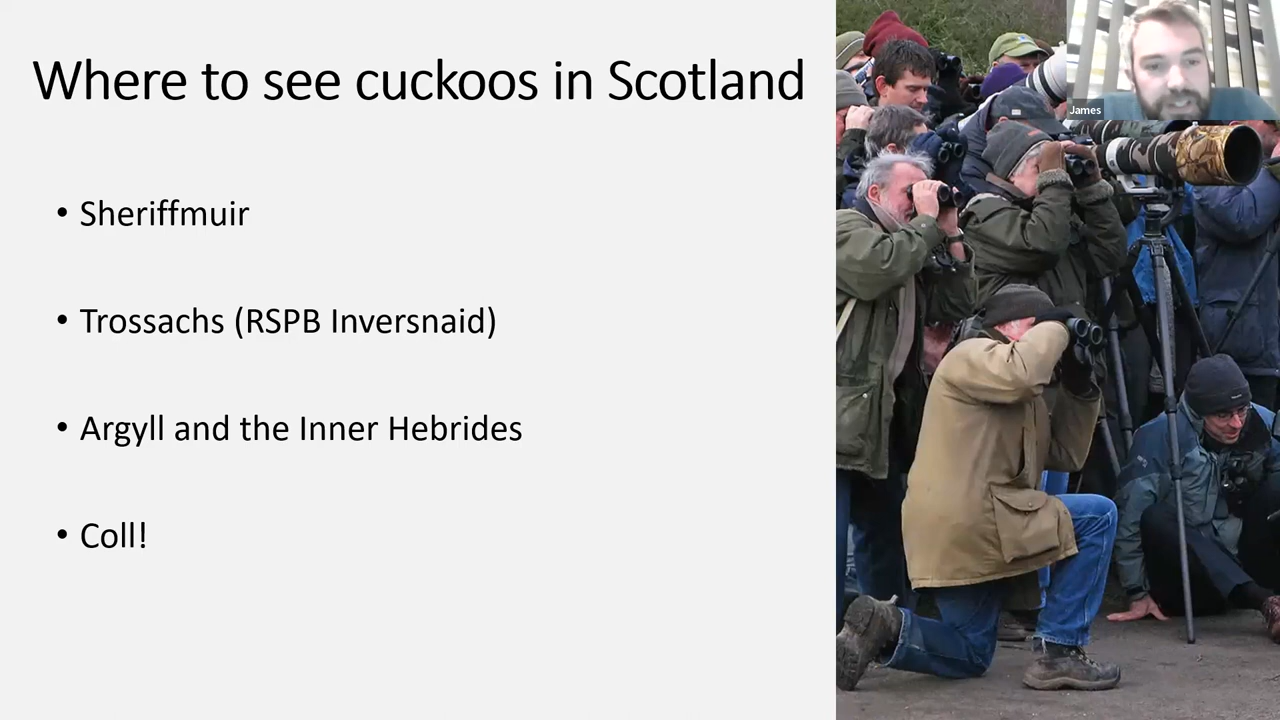 Where to see cuckoos in Scotland
James
• Sheriffmuir
• Trossachs (RSPB Inversnaid)
• Argyll and the Inner Hebrides
• Coll!